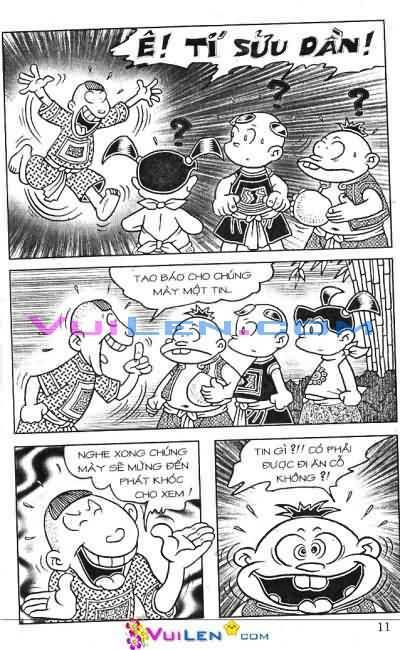 Ê! TÍ SỬU DẦN!
?
?
?
TAO BÁO CHO CHÚNG
MÀY MỘT TIN..
VuiLen.com
NGHE XONG CHÚNG
MÀY SẼ MỪNG ĐẾN
PHÁT KHÓC
CHO XEM!
TIN GÌ?!! CÓ PHẢI
ĐƯỢC ĐI ĂN CỖ
KHÔNG?!
11
VuiLen.com